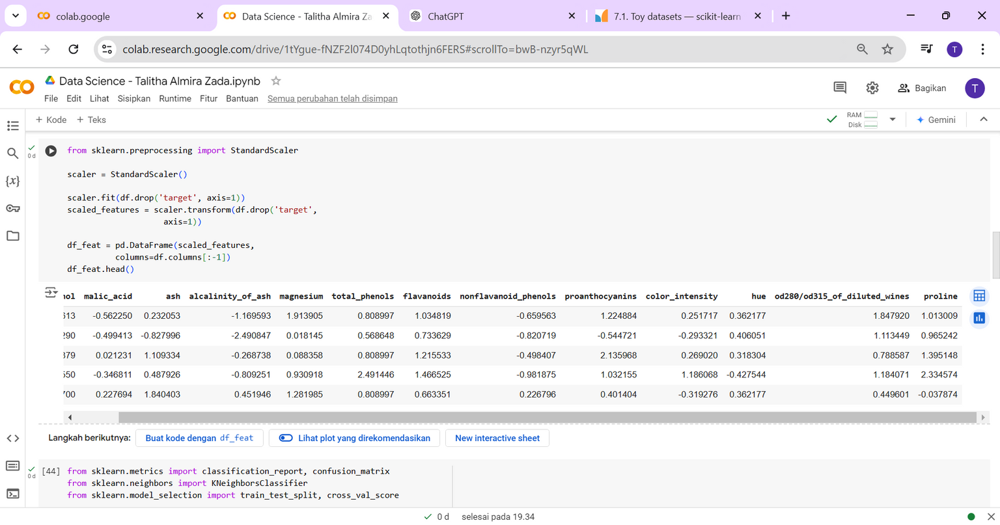 colab.google
Data Science - Talitha Almira Za
ChatGPT
7.1. Toy datasets — scikit-learn
colab.research.google.com/drive/1tYgue-fNZF2l074D0yhLqtothjn6FERS#scrollTo=bwB-nzyr5qWL
T
Data Science - Talitha Almira Zada.ipynb
File Edit Lihat Sisipkan Runtime Fitur Bantuan Semua perubahan telah disimpan
Bagikan
T
+ Kode + Teks
RAM
Disk
Gemini
0 d
from sklearn.preprocessing import StandardScaler
scaler = StandardScaler()
scaler.fit(df.drop('target', axis=1))
scaled_features = scaler.transform(df.drop('target',
axis=1))
df_feat = pd.DataFrame(scaled_features,
columns=df.columns[:-1])
df_feat.head()
ol malic_acid ash alcalinity_of_ash magnesium total_phenols flavanoids nonflavanoid_phenols proanthocyanins color_intensity hue od280/od315_of_diluted_wines proline
13 -0.562250 0.232053 -1.169593 1.913905 0.808997 1.034819 -0.659563 1.224884 0.251717 0.362177 1.847920 1.013009
290 -0.499413 -0.827996 -2.490847 0.018145 0.568648 0.733629 -0.820719 -0.544721 -0.293321 0.406051 1.113449 0.965242
379 0.021231 1.109334 -0.268738 0.088358 0.808997 1.215533 -0.498407 2.135968 0.269020 0.318304 0.788587 1.395148
550 -0.346811 0.487926 -0.809251 0.930918 2.491446 1.466525 -0.981875 1.032155 1.186068 -0.427544 1.184071 2.334574
700 0.227694 1.840403 0.451946 1.281985 0.808997 0.663351 0.226796 0.401404 -0.319276 0.362177 0.449601 -0.037874
Langkah berikutnya: Buat kode dengan df_feat Lihat plot yang direkomendasikan New interactive sheet
0 d
[44] from sklearn.metrics import classification_report, confusion_matrix
from sklearn.neighbors import KNeighborsClassifier
from sklearn.model_selection import train_test_split, cross_val_score
0 d selesai pada 19.34